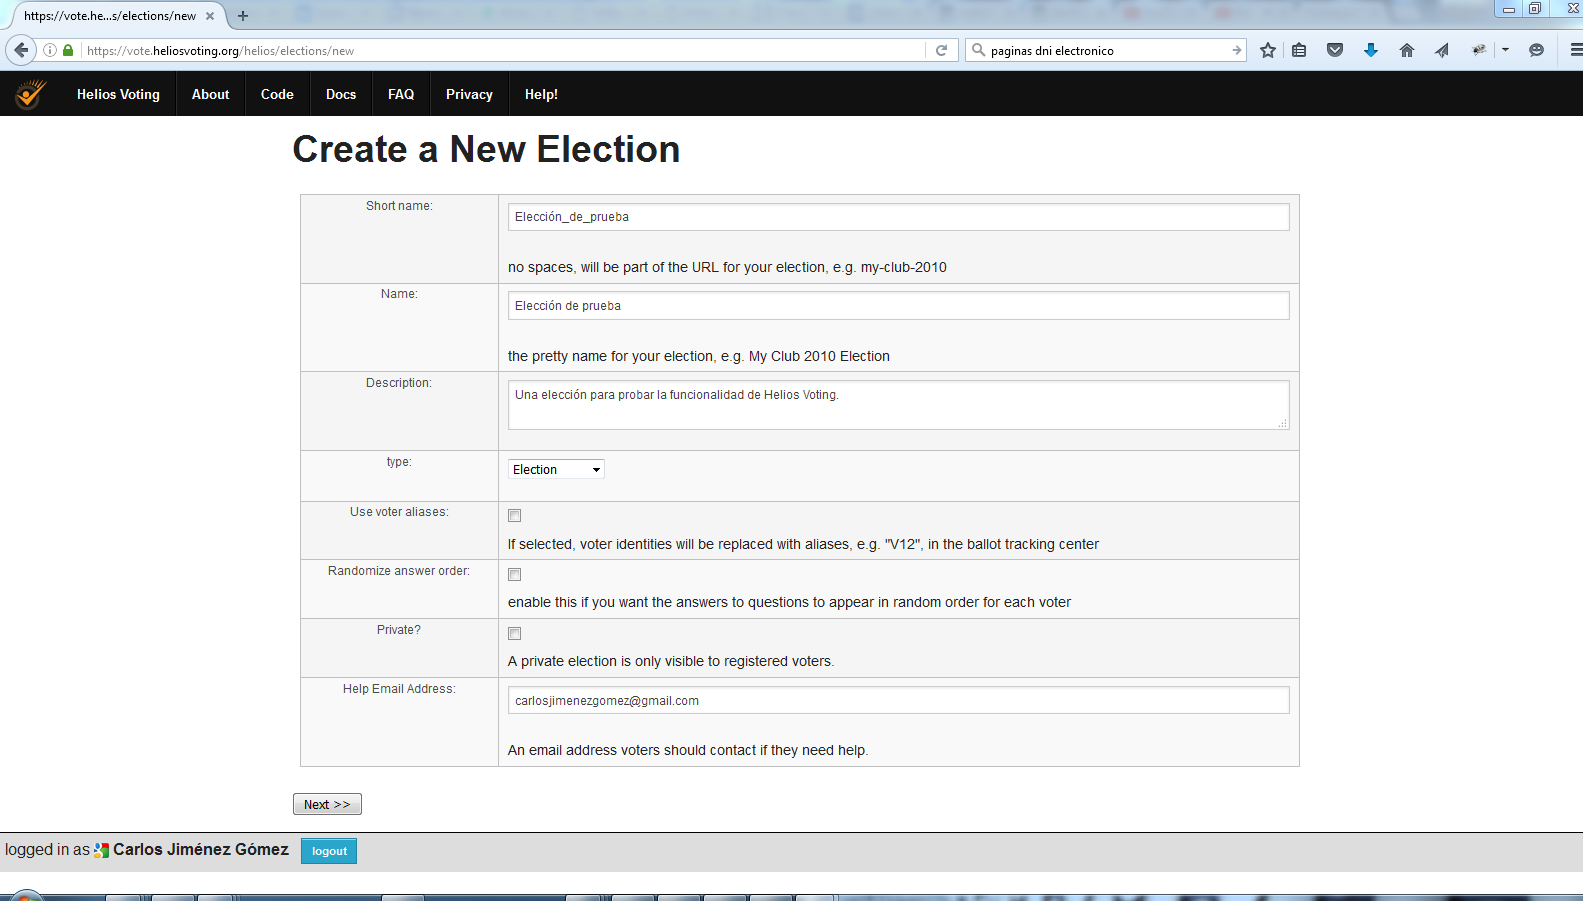 https://vote.he...s/elections/new
https://vote.heliosvoting.org/helios/elections/new
paginas dni electronico
Helios Voting About Code Docs FAQ Privacy Help!
Create a New Election
Short name:
Elección_de_prueba
no spaces, will be part of the URL for your election, e.g. my-club-2010
Name:
Elección de prueba
the pretty name for your election, e.g. My Club 2010 Election
Description:
Una elección para probar la funcionalidad de Helios Voting.
type:
Election
Use voter aliases:
If selected, voter identities will be replaced with aliases, e.g. "V12", in the ballot tracking center
Randomize answer order:
enable this if you want the answers to questions to appear in random order for each voter
Private?
A private election is only visible to registered voters.
Help Email Address:
carlosjimenezgomez@gmail.com
An email address voters should contact if they need help.
Next >>
logged in as Carlos Jiménez Gómez logout